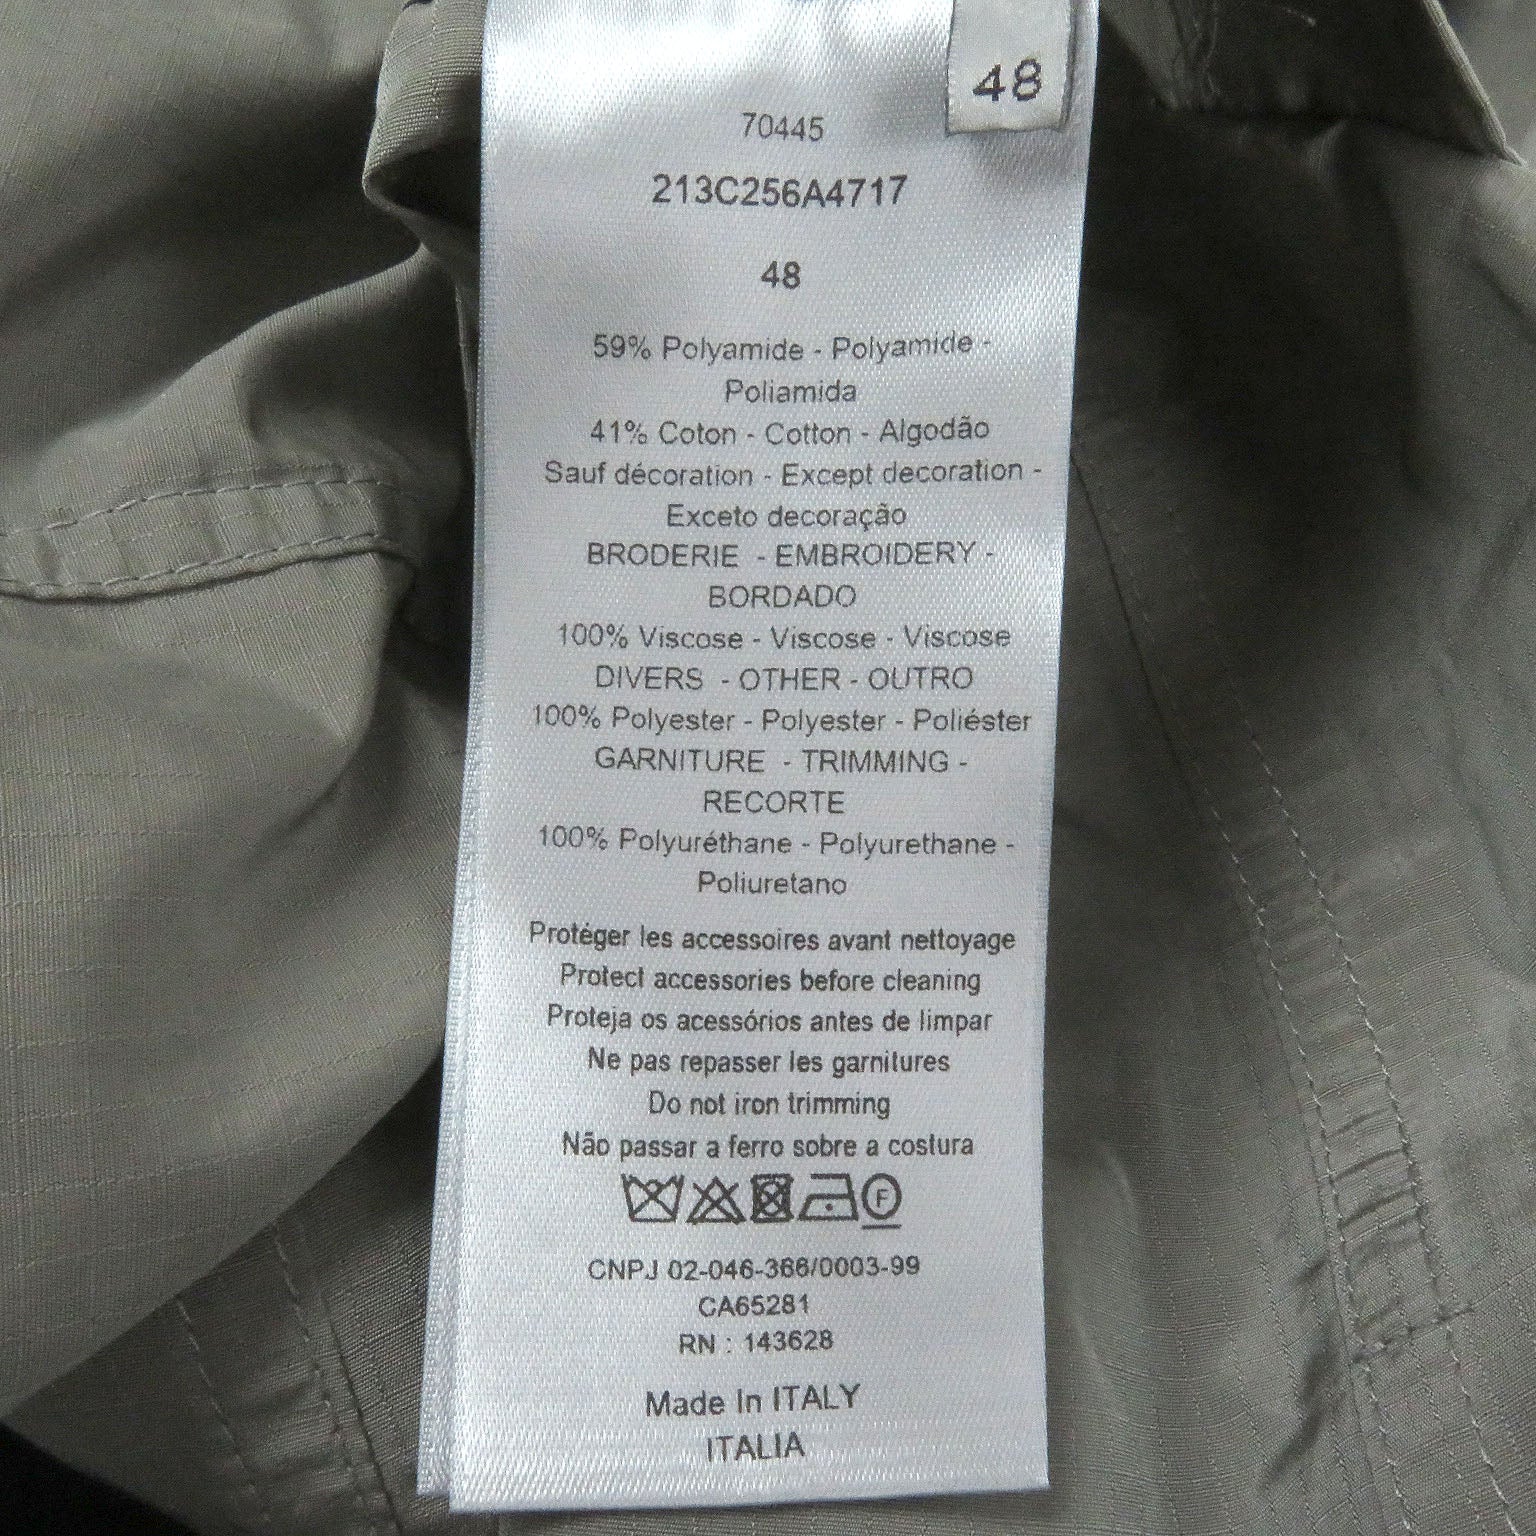 48
70445
213C256A4717
48
59% Polyamide - Polyamide -
Poliamida
41% Coton - Cotton - Algodão
Sauf décoration - Except decoration -
Exceto decoração
BRODERIE - EMBROIDERY -
BORDADO
100% Viscose - Viscose - Viscose
DIVERS - OTHER - OUTRO
100% Polyester - Polyester - Poliéster
GARNITURE - TRIMMING -
RECORTE
100% Polyuréthane - Polyurethane -
Poliuretano
Protéger les accessoires avant nettoyage
Protect accessories before cleaning
Proteja os acessórios antes de limpar
Ne pas repasser les garnitures
Do not iron trimming
Não passar a ferro sobre a costura
F
CNPJ 02-046-366/0003-99
CA65281
RN : 143628
Made In ITALY
ITALIA